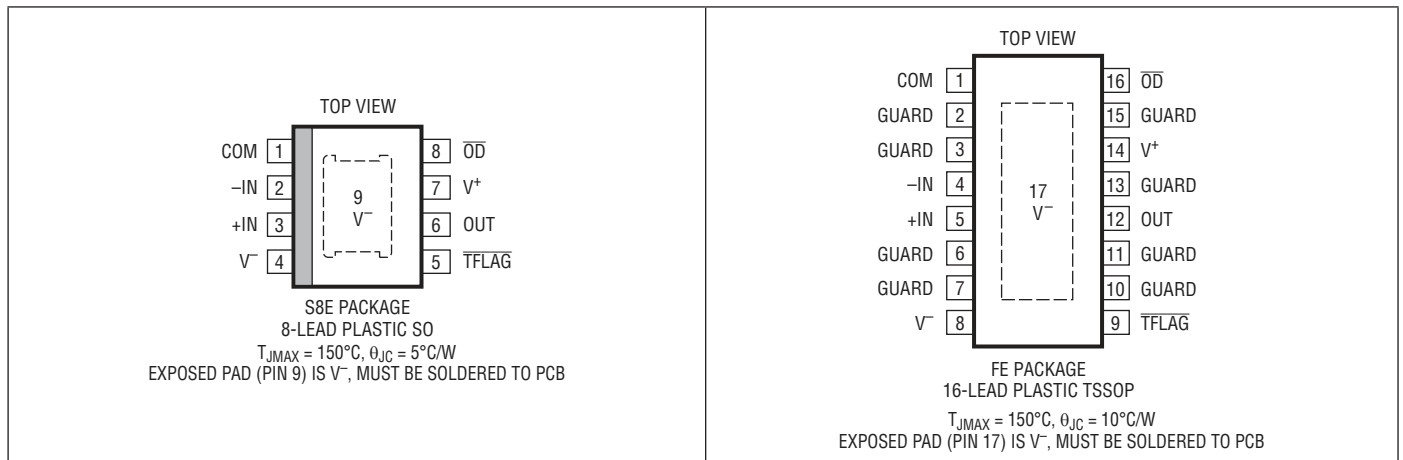 TOP VIEW
COM 1
–IN 2
+IN 3
V– 4
9
V–
8 OD
7 V+
6 OUT
5 TFLAG
S8E PACKAGE
8-LEAD PLASTIC SO
TJMAX = 150°C, θJC = 5°C/W
EXPOSED PAD (PIN 9) IS V–, MUST BE SOLDERED TO PCB
TOP VIEW
COM 1
GUARD 2
GUARD 3
–IN 4
+IN 5
GUARD 6
GUARD 7
V– 8
17
V–
16 OD
15 GUARD
14 V+
13 GUARD
12 OUT
11 GUARD
10 GUARD
9 TFLAG
FE PACKAGE
16-LEAD PLASTIC TSSOP
TJMAX = 150°C, θJC = 10°C/W
EXPOSED PAD (PIN 17) IS V–, MUST BE SOLDERED TO PCB